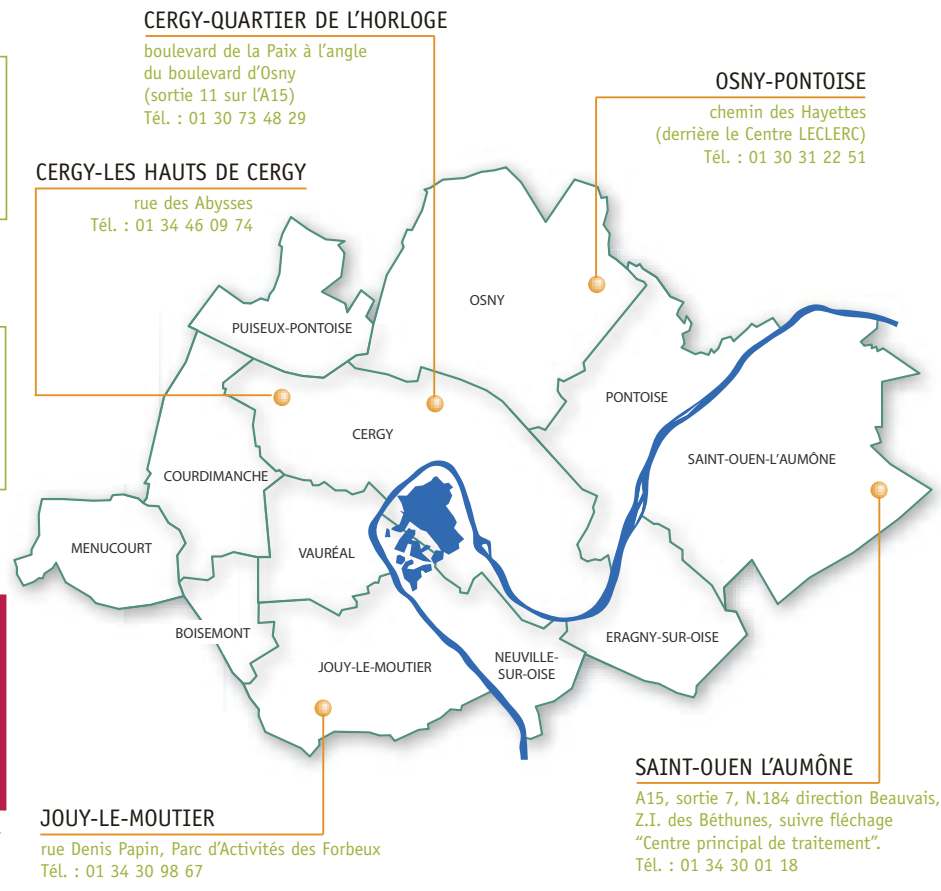 CERGY-QUARTIER DE L'HORLOGE
boulevard de la Paix à l'angle
du boulevard d'Osny
(sortie 11 sur l'A15)
Tél. : 01 30 73 48 29
OSNY-PONTOISE
chemin des Hayettes
(derrière le Centre LECLERC)
Tél. : 01 30 31 22 51
CERGY-LES HAUTS DE CERGY
rue des Abysses
Tél. : 01 34 46 09 74
OSNY
PUISEUX-PONTOISE
PONTOISE
CERGY
SAINT-OUEN-L'AUMÔNE
COURDIMANCHE
MENUCOURT
VAURÉAL
BOISEMONT
ERAGNY-SUR-OISE
JOUY-LE-MOUTIER
NEUVILLE-
SUR-OISE
SAINT-OUEN L'AUMÔNE
A15, sortie 7, N.184 direction Beauvais,
Z.I. des Béthunes, suivre fléchage
“Centre principal de traitement”.
Tél. : 01 34 30 01 18
JOUY-LE-MOUTIER
rue Denis Papin, Parc d'Activités des Forbeux
Tél. : 01 34 30 98 67